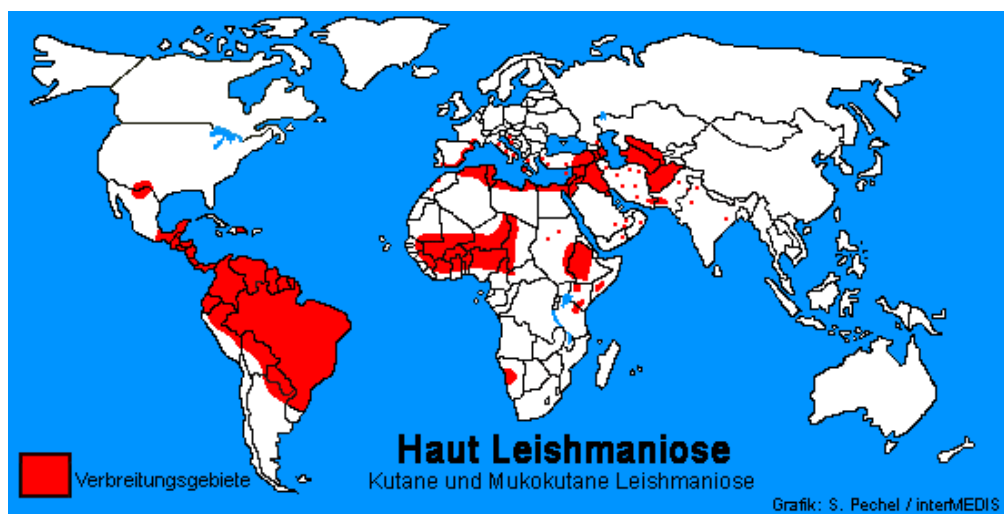 Haut Leishmaniose
Kutane und Mukokutane Leishmaniose
Verbreitungsgebiete
Grafik: S. Pechel / interMEDIS